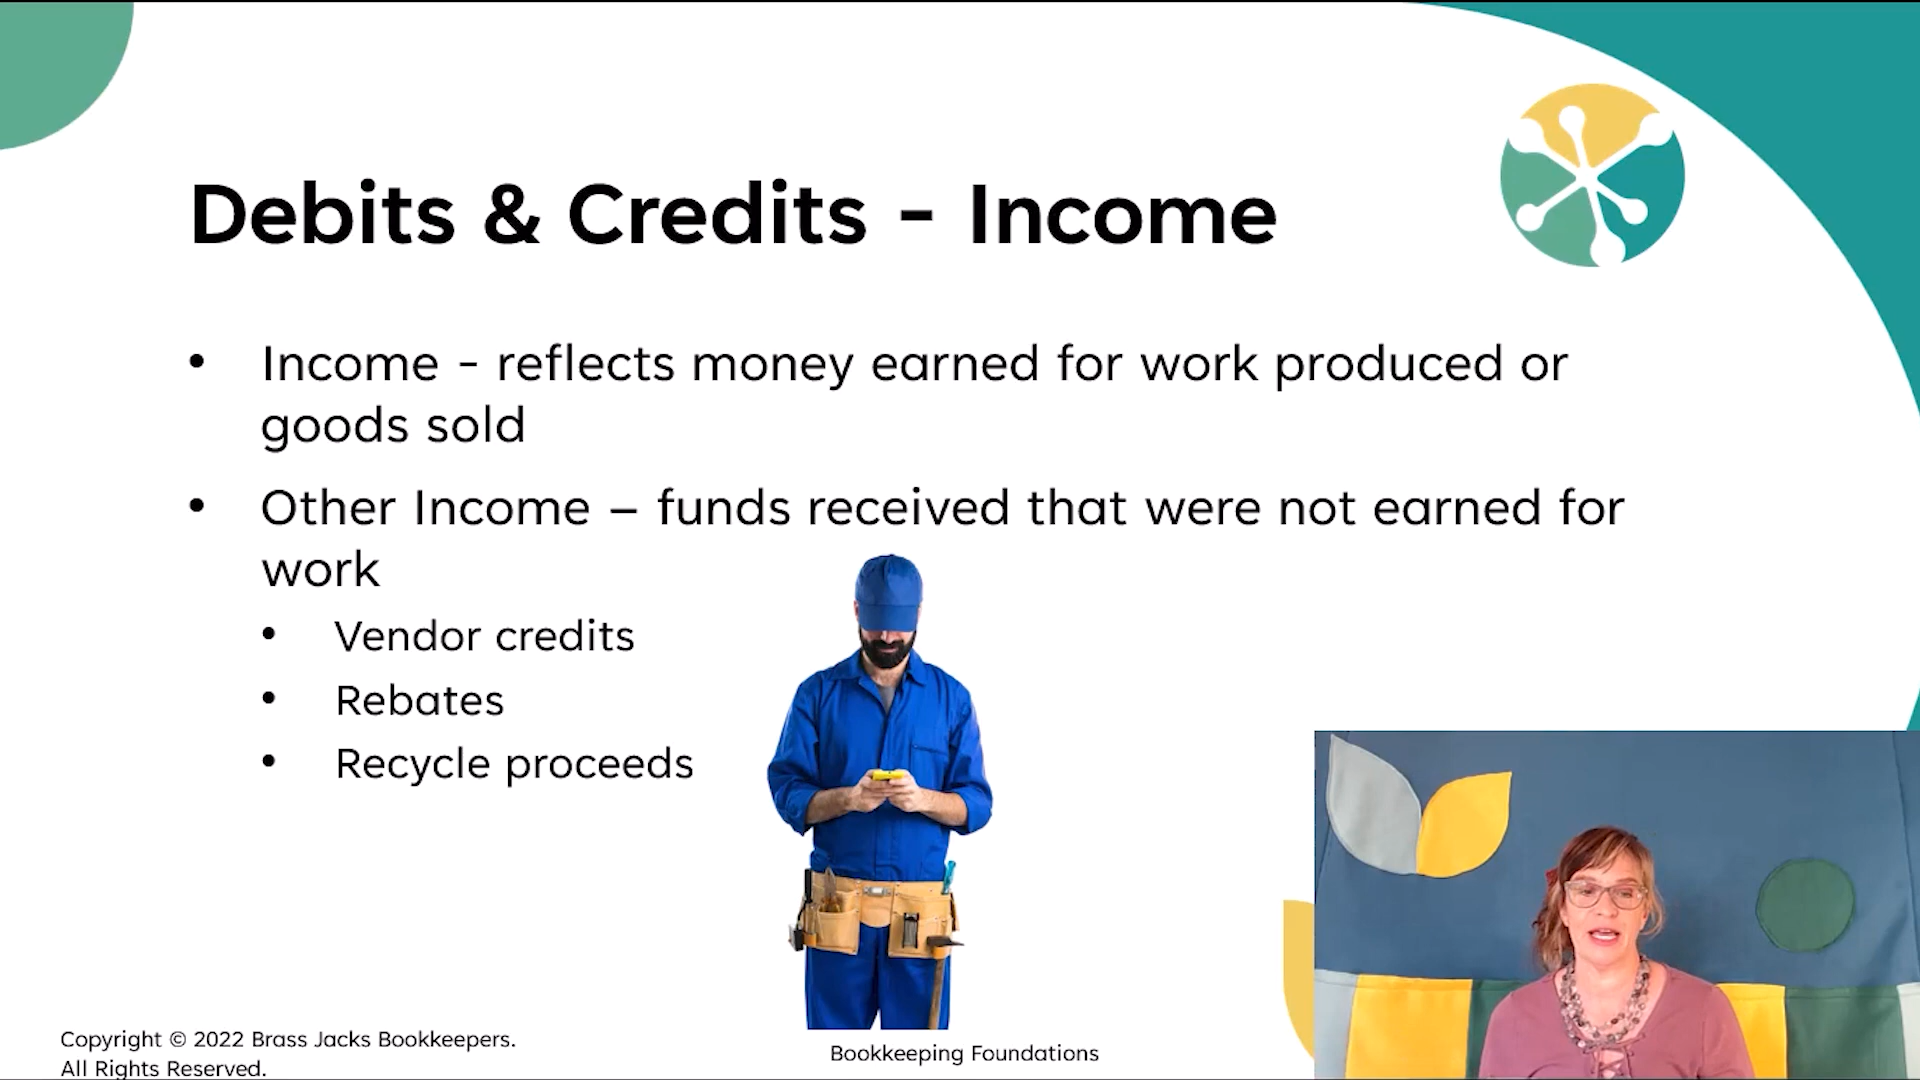 Debits & Credits - Income
• Income - reflects money earned for work produced or
goods sold
• Other Income – funds received that were not earned for
work
• Vendor credits
• Rebates
• Recycle proceeds
Copyright © 2022 Brass Jacks Bookkeepers.
All Rights Reserved.
Bookkeeping Foundations